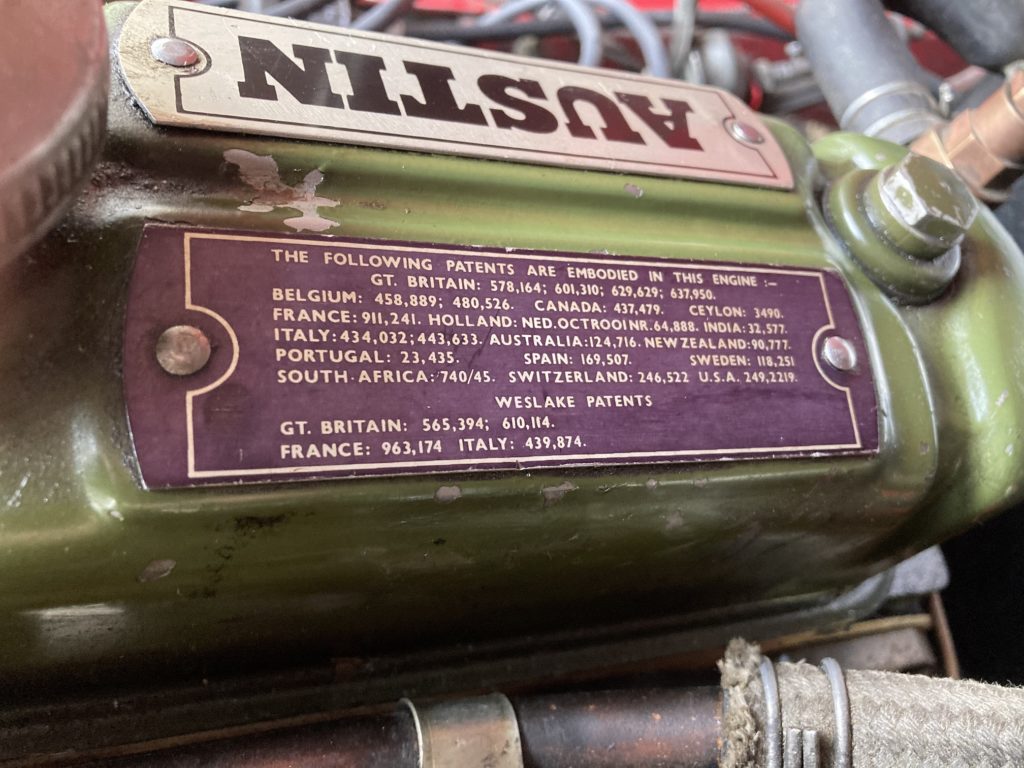 AUSTIN
THE FOLLOWING PATENTS ARE EMBODIED IN THIS ENGINE :—
GT. BRITAIN: 578,164; 601,310; 629,629; 637,950.
BELGIUM: 458,889; 480,526. CANADA: 437,479. CEYLON: 3490.
FRANCE: 911,241. HOLLAND: NED. OCTROOI NR. 64,888. INDIA: 32,577.
ITALY: 434,032; 443,633. AUSTRALIA: 124,716. NEW ZEALAND: 90,777.
PORTUGAL: 23,435. SPAIN: 169,507. SWEDEN: 118,251
SOUTH·AFRICA: 740/45. SWITZERLAND: 246,522 U.S.A. 249,2219.
WESLAKE PATENTS
GT. BRITAIN: 565,394; 610,114.
FRANCE: 963,174 ITALY: 439,874.